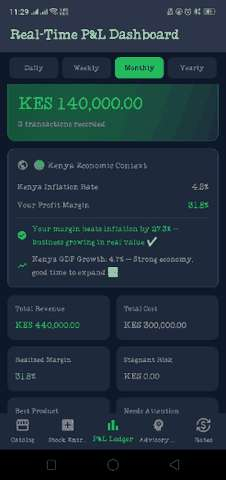 11:29
Real-Time P&L Dashboard
Daily
Weekly
Monthly
Yearly
KES 140,000.00
3 transactions recorded
Kenya Economic Context
Kenya Inflation Rate
Your Profit Margin
31.8%
Your margin beats inflation by 27.3% —
business growing in real value ✅
Kenya GDP Growth: 4.7% — Strong economy,
good time to expand
Total Revenue
KES 440,000.00
Total Cost
KES 300,000.00
Realized Margin
31.8%
Stagnant Risk
KES 0.00
Best Product
Needs Attention
Catalog
Stock Entr...
P&L Ledger
Advisory...
Rates